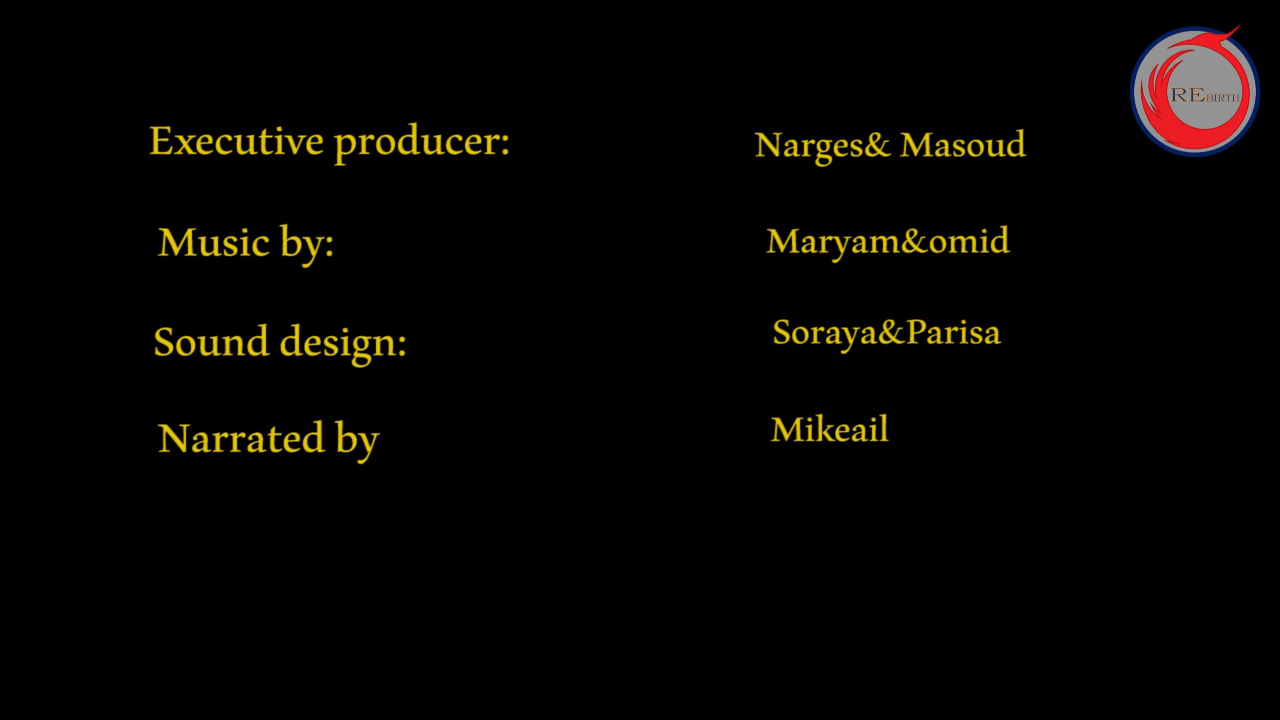 REBIRTH
Executive producer: Narges& Masoud
Music by: Maryam&omid
Sound design: Soraya&Parisa
Narrated by Mikeail